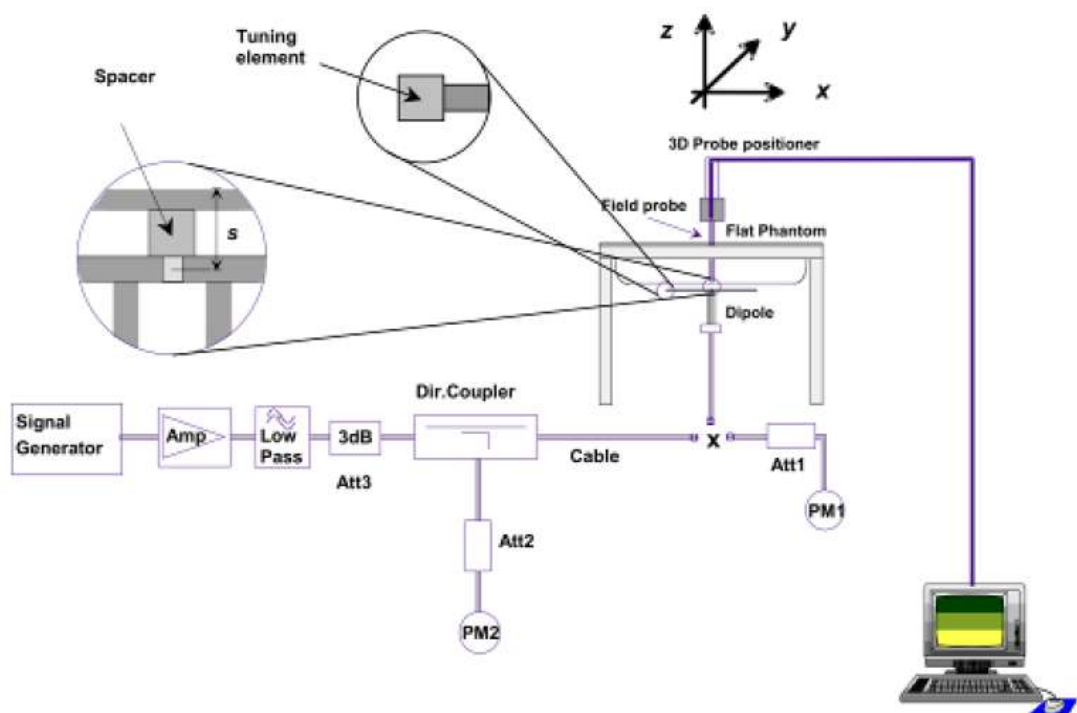 Tuning
element
Spacer
z
y
x
3D Probe positioner
Field probe
Flat Phantom
s
Dipole
Dir.Coupler
Signal
Generator
Amp
Low
Pass
3dB
Att3
Cable
x
Att1
PM1
Att2
PM2